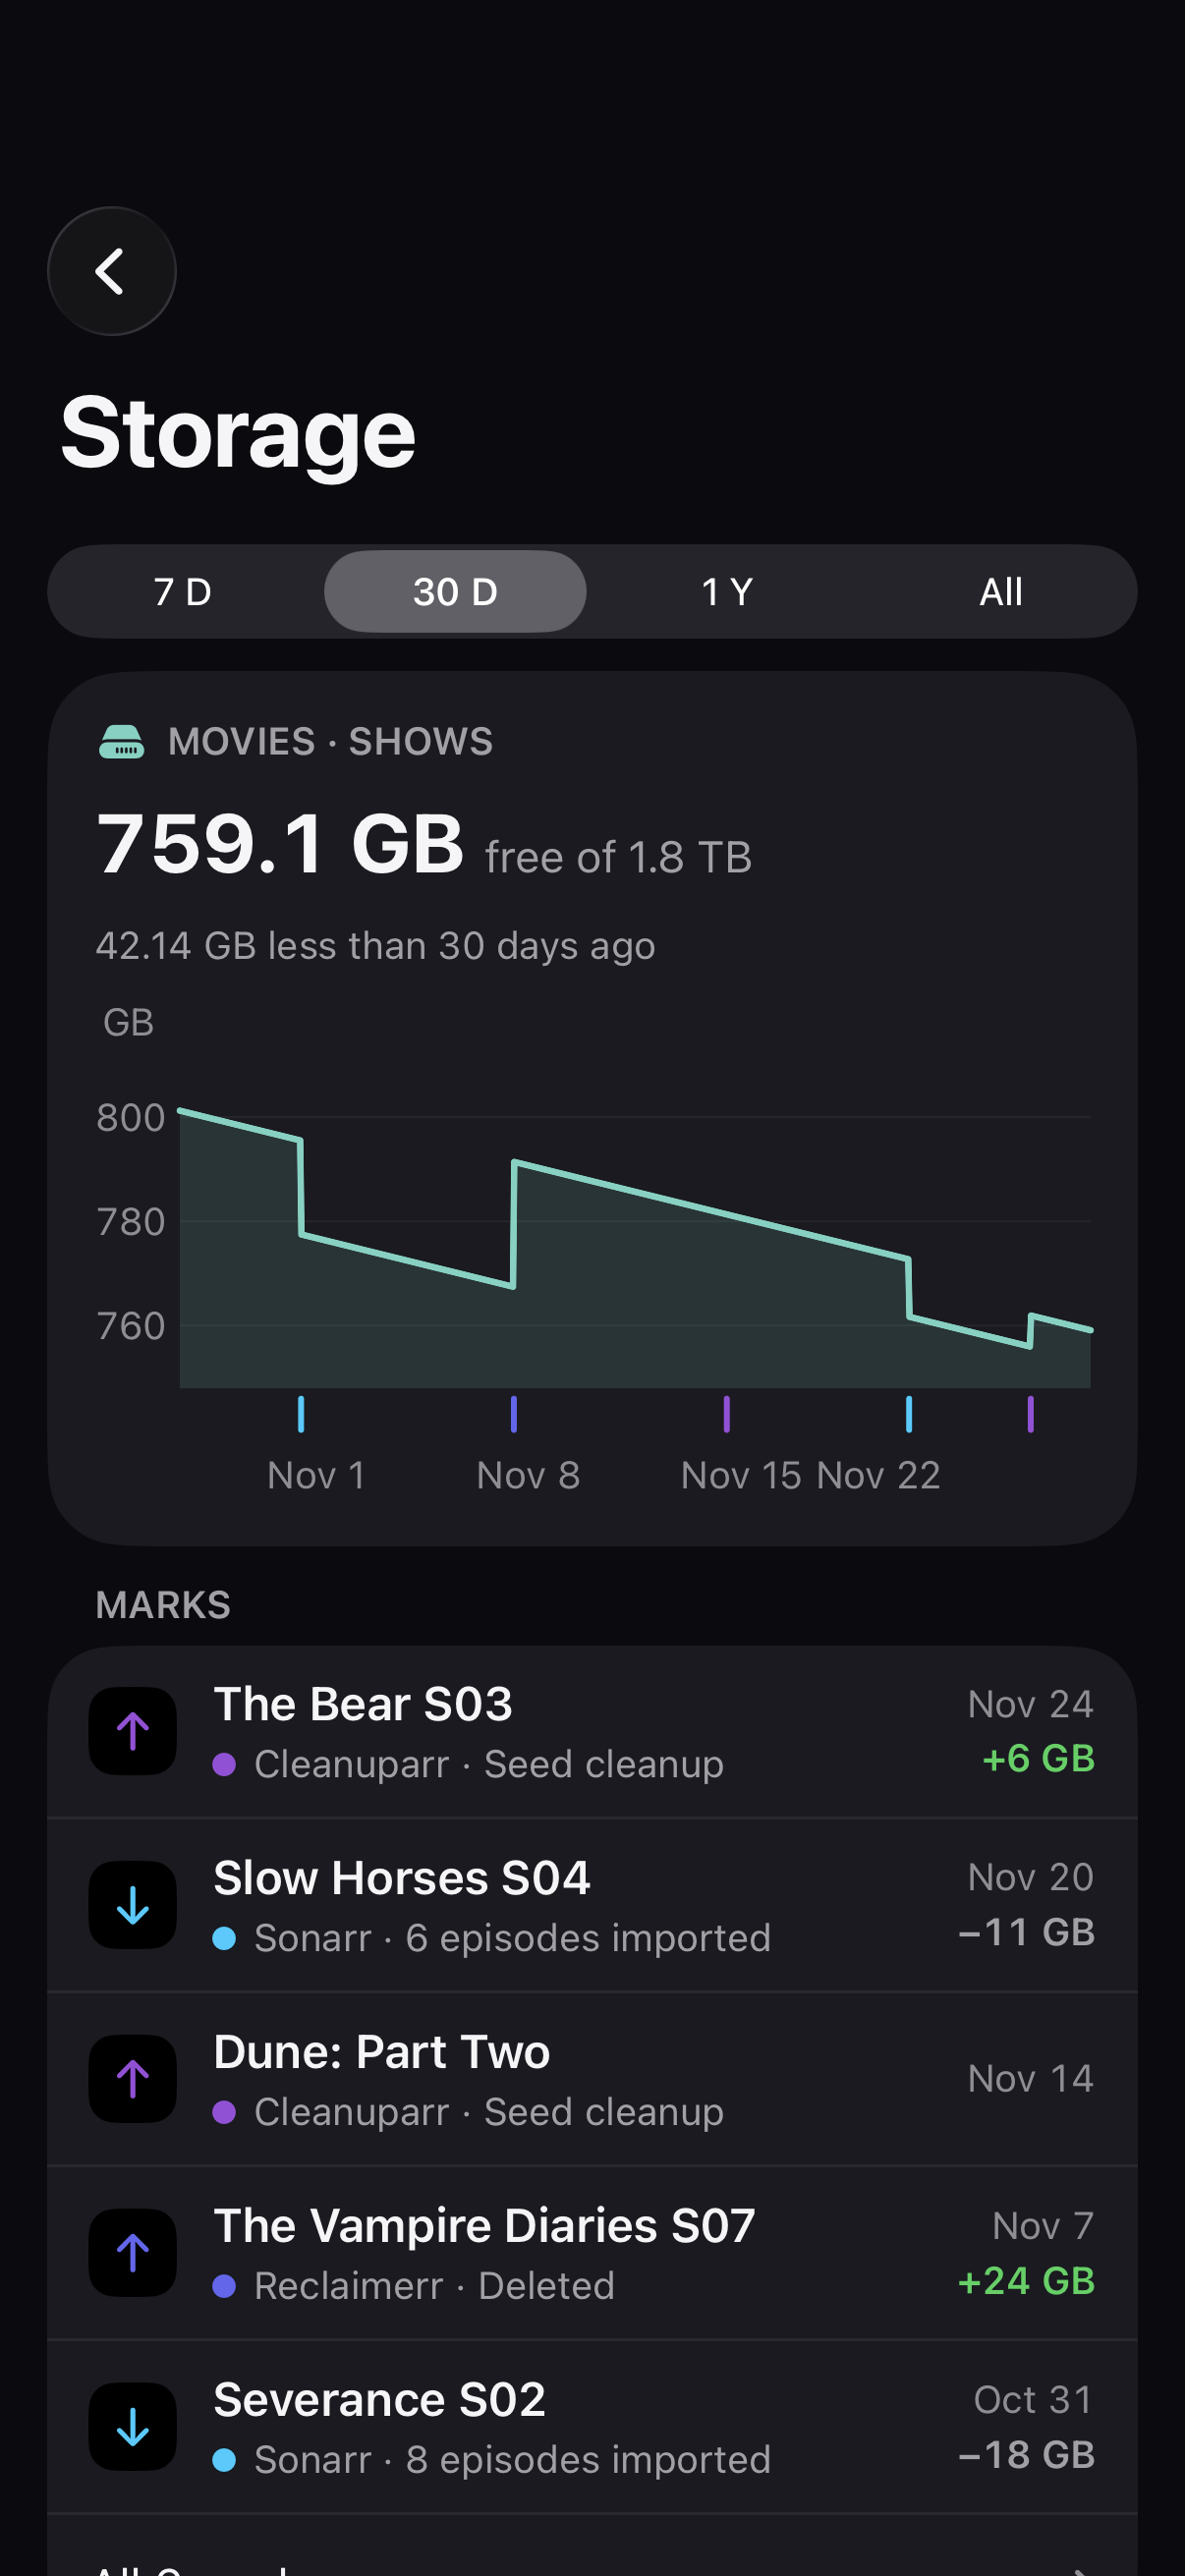 Storage
7 D
30 D
1 Y
All
MOVIES · SHOWS
759.1 GB free of 1.8 TB
42.14 GB less than 30 days ago
GB
800
780
760
Nov 1 Nov 8 Nov 15 Nov 22
MARKS
The Bear S03
Nov 24
Cleanuparr · Seed cleanup
+6 GB
Slow Horses S04
Nov 20
Sonarr · 6 episodes imported
−11 GB
Dune: Part Two
Nov 14
Cleanuparr · Seed cleanup
The Vampire Diaries S07
Nov 7
Reclaimerr · Deleted
+24 GB
Severance S02
Oct 31
Sonarr · 8 episodes imported
−18 GB